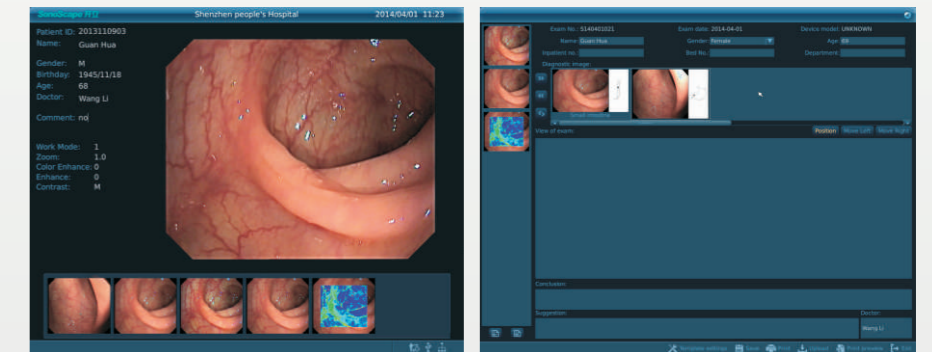 SonoScape
Shenzhen people's Hospital
2014/04/01 11:23
Patient ID: 2013110903
Name: Guan Hua
Gender: M
Birthday: 1945/11/18
Age: 68
Doctor: Wang Li
Comment: no
Work Mode: 1
Zoom: 1.0
Color Enhance: 0
Enhance: 0
Contrast: M
Exam No.: S140401021
Exam date: 2014-04-01
Device model: UNKNOWN
Name: Guan Hua
Gender: Female
Age: 69
Inpatient no.:
Bed No.:
Department:
Diagnostic Image:
Small intestine
View of exam:
Position
Move Left
Move Right
Conclusion:
Suggestion:
Doctor:
Wang Li
Template settings
Save
Print
Upload
Print preview
Exit